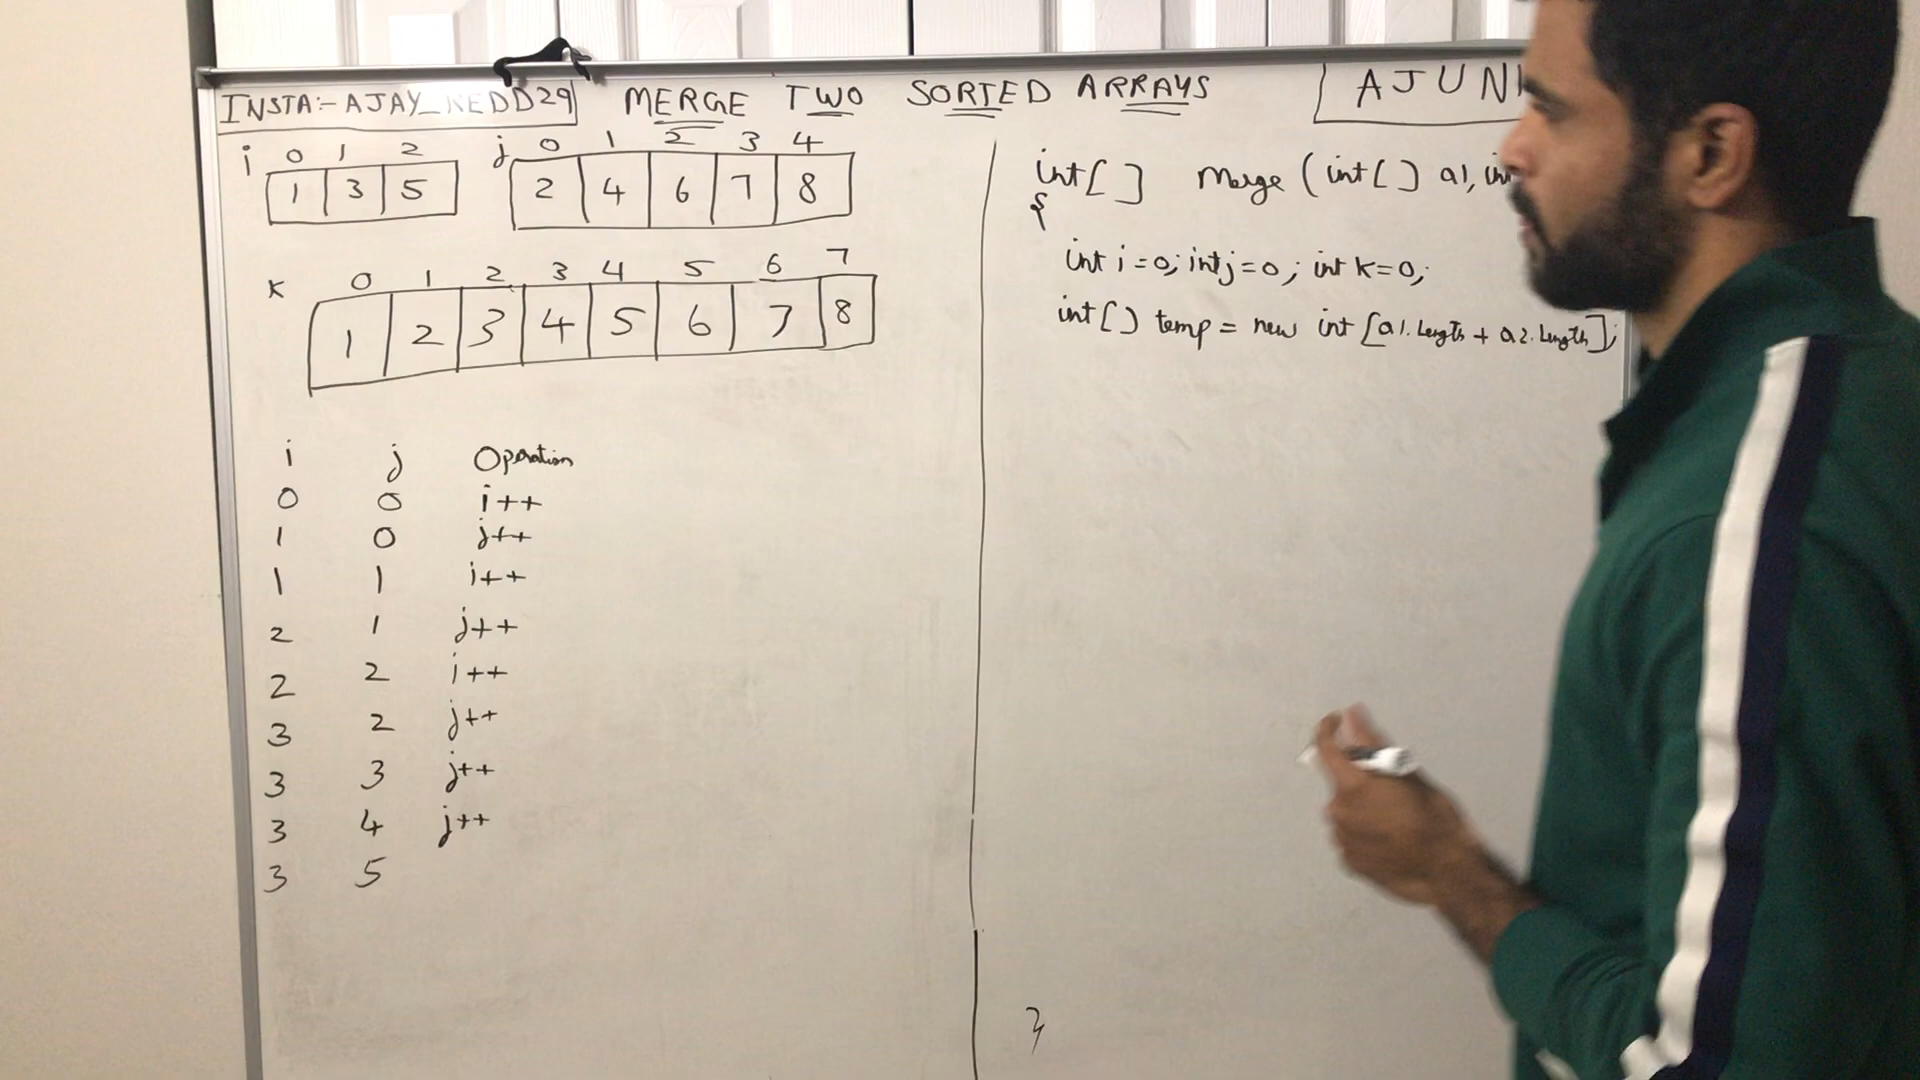 INSTA:- AJAY_NEDD29
MERGE TWO SORTED ARRAYS
AJUN
i 0 1 2
1 3 5
j 0 1 2 3 4
2 4 6 7 8
K 0 1 2 3 4 5 6 7
1 2 3 4 5 6 7 8
i j Operation
0 0 i++
1 0 j++
1 1 i++
2 1 j++
2 2 i++
3 2 j++
3 3 j++
3 4 j++
3 5
int[] Merge (int[] a1, in
{
int i=0; int j=0; int K=0;
int[] temp = new int [a1.Length + a2.Length];
}